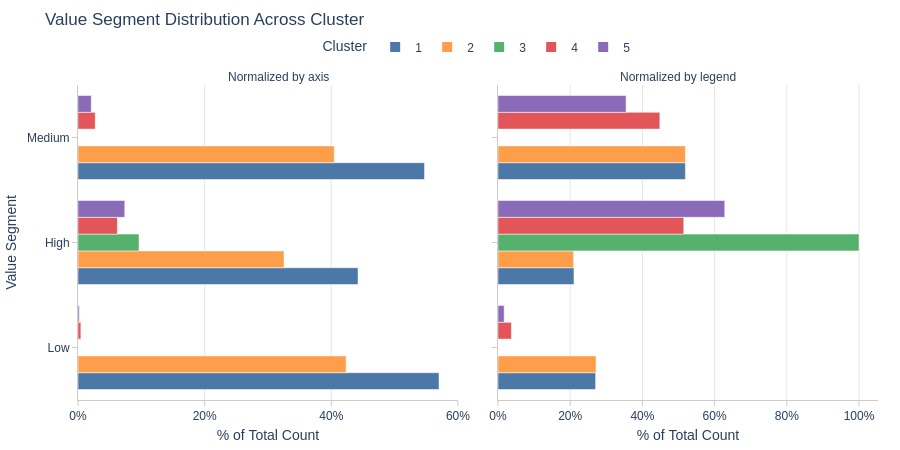 Value Segment Distribution Across Cluster
Cluster 1 2 3 4 5
Normalized by axis
Normalized by legend
Value Segment
Medium
High
Low
0% 20% 40% 60%
0% 20% 40% 60% 80% 100%
% of Total Count
% of Total Count